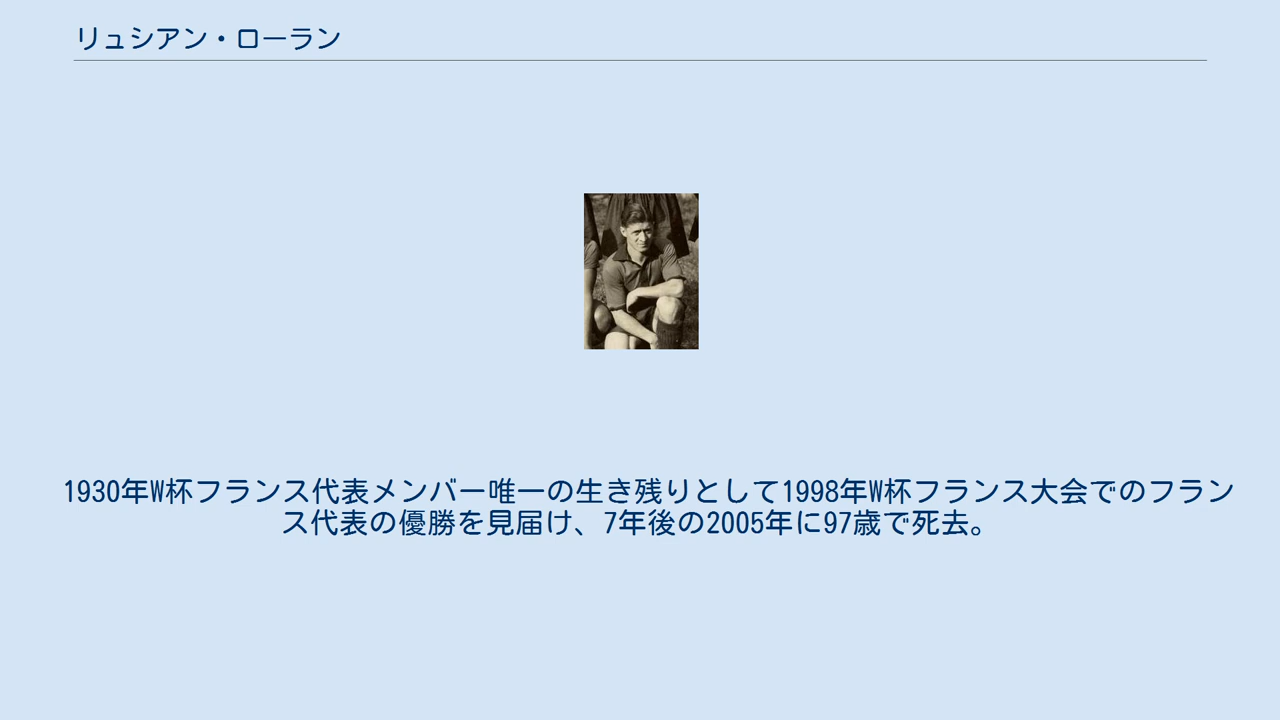 リュシアン・ローラン
1930年W杯フランス代表メンバー唯一の生き残りとして1998年W杯フランス大会でのフラン
ス代表の優勝を見届け、7年後の2005年に97歳で死去。